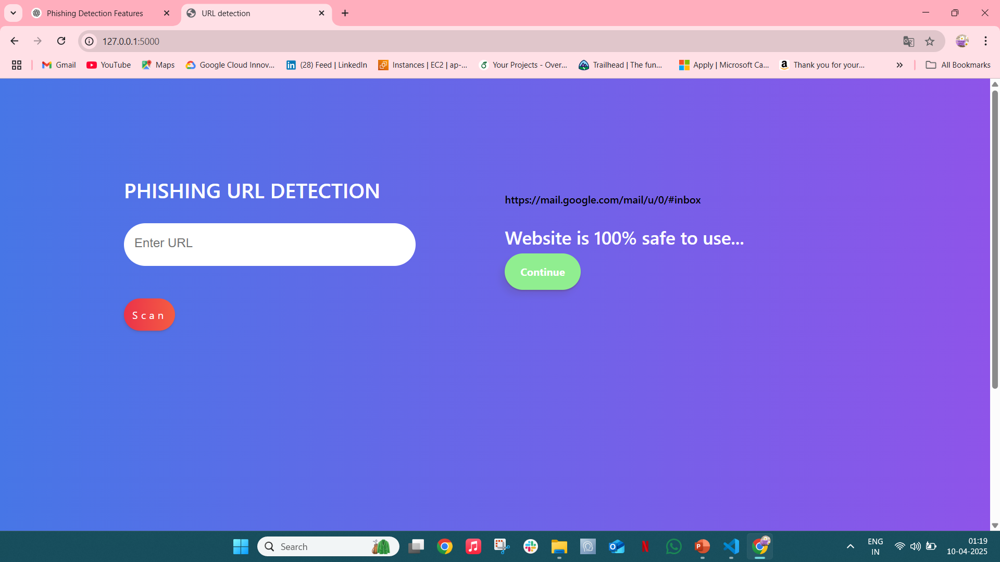 Phishing Detection Features
URL detection
127.0.0.1:5000
Gmail
YouTube
Maps
Google Cloud Innov...
(28) Feed | LinkedIn
Instances | EC2 | ap-...
Your Projects - Over...
Trailhead | The fun...
Apply | Microsoft Ca...
Thank you for your...
All Bookmarks
PHISHING URL DETECTION
Enter URL
Scan
https://mail.google.com/mail/u/0/#inbox
Website is 100% safe to use...
Continue
Search
ENG
IN
01:19
10-04-2025